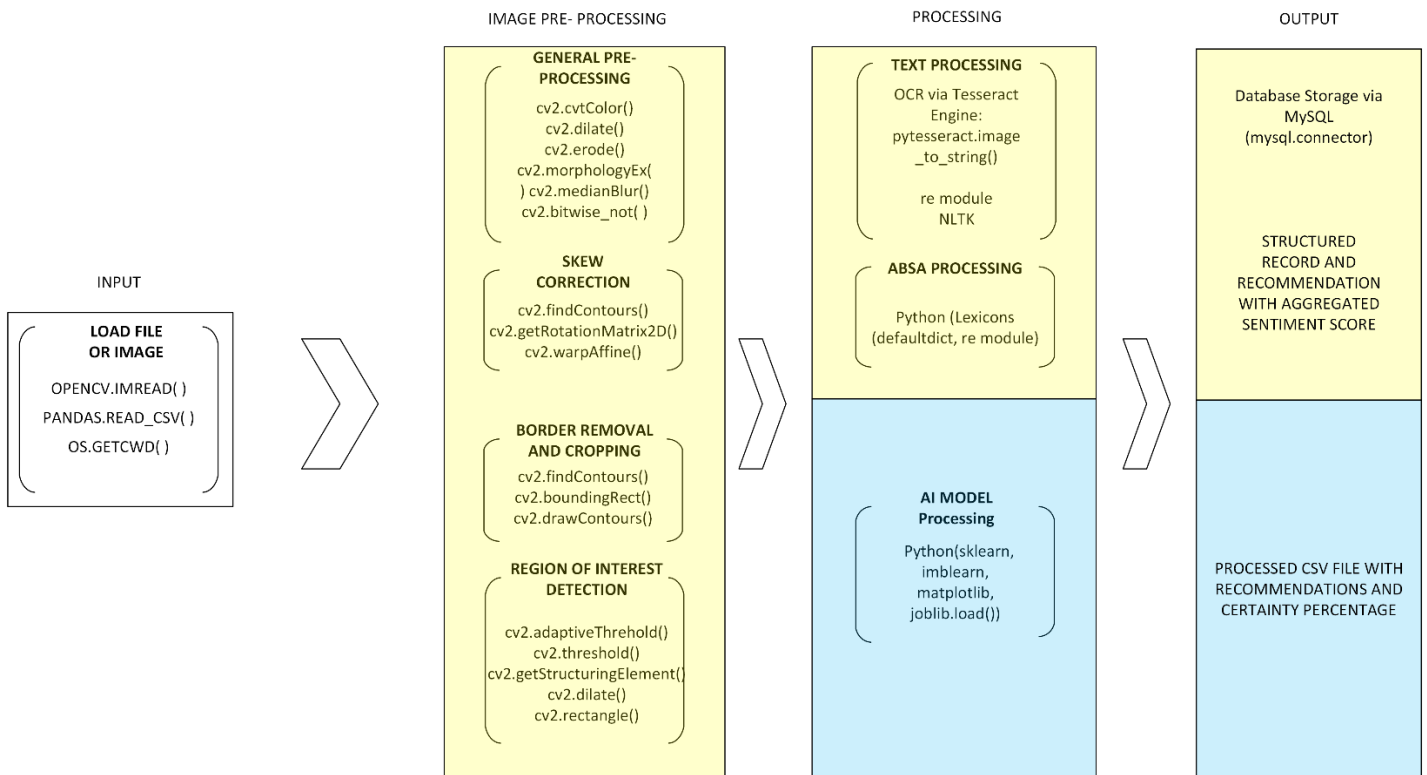 INPUT
LOAD FILE
OR IMAGE
OPENCV.IMREAD( )
PANDAS.READ_CSV( )
OS.GETCWD( )
IMAGE PRE- PROCESSING
GENERAL PRE-
PROCESSING
cv2.cvtColor()
cv2.dilate()
cv2.erode()
cv2.morphologyEx(
) cv2.medianBlur()
cv2.bitwise_not( )
SKEW
CORRECTION
cv2.findContours()
cv2.getRotationMatrix2D()
cv2.warpAffine()
BORDER REMOVAL
AND CROPPING
cv2.findContours()
cv2.boundingRect()
cv2.drawContours()
REGION OF INTEREST
DETECTION
cv2.adaptiveThrehold()
cv2.threshold()
cv2.getStructuringElement()
cv2.dilate()
cv2.rectangle()
PROCESSING
TEXT PROCESSING
OCR via Tesseract
Engine:
pytesseract.image
_to_string()
re module
NLTK
ABSA PROCESSING
Python (Lexicons
(defaultdict, re module)
AI MODEL
Processing
Python(sklearn,
imblearn,
matplotlib,
joblib.load())
OUTPUT
Database Storage via
MySQL
(mysql.connector)
STRUCTURED
RECORD AND
RECOMMENDATION
WITH AGGREGATED
SENTIMENT SCORE
PROCESSED CSV FILE WITH
RECOMMENDATIONS AND
CERTAINTY PERCENTAGE